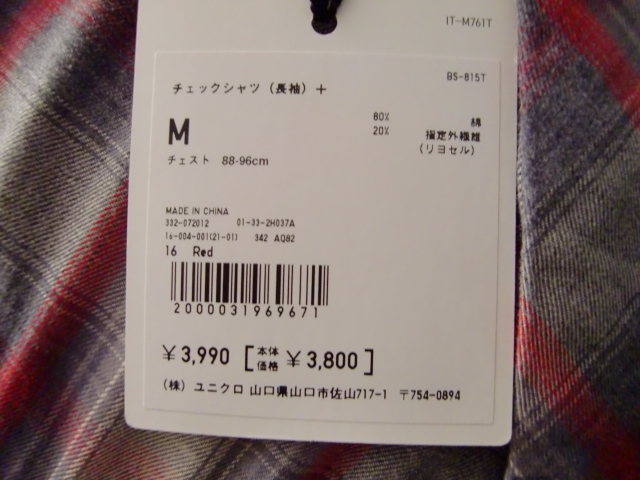 IT-M761T
BS-815T
チェックシャツ（長袖）＋
M
チェスト 88-96cm
80% 綿
20% 指定外繊維
（リヨセル）
MADE IN CHINA
332-072012 01-33-2H037A
16-004-001(21-01) 342 AQ82
16 Red
2000031969671
¥3,990 [本体価格 ¥3,800]
（株）ユニクロ 山口県山口市佐山717-1 〒754-0894